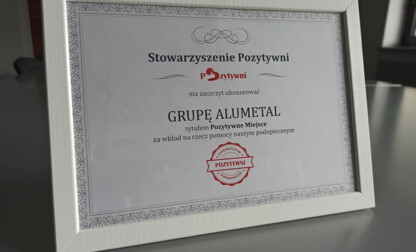 Stowarzyszenie Pozytywni
Pozytywni
ma zaszczyt uhonorować
GRUPĘ ALUMETAL
tytułem Pozytywne Miejsce
za wkład na rzecz pomocy naszym podopiecznym
POZYTYWNI